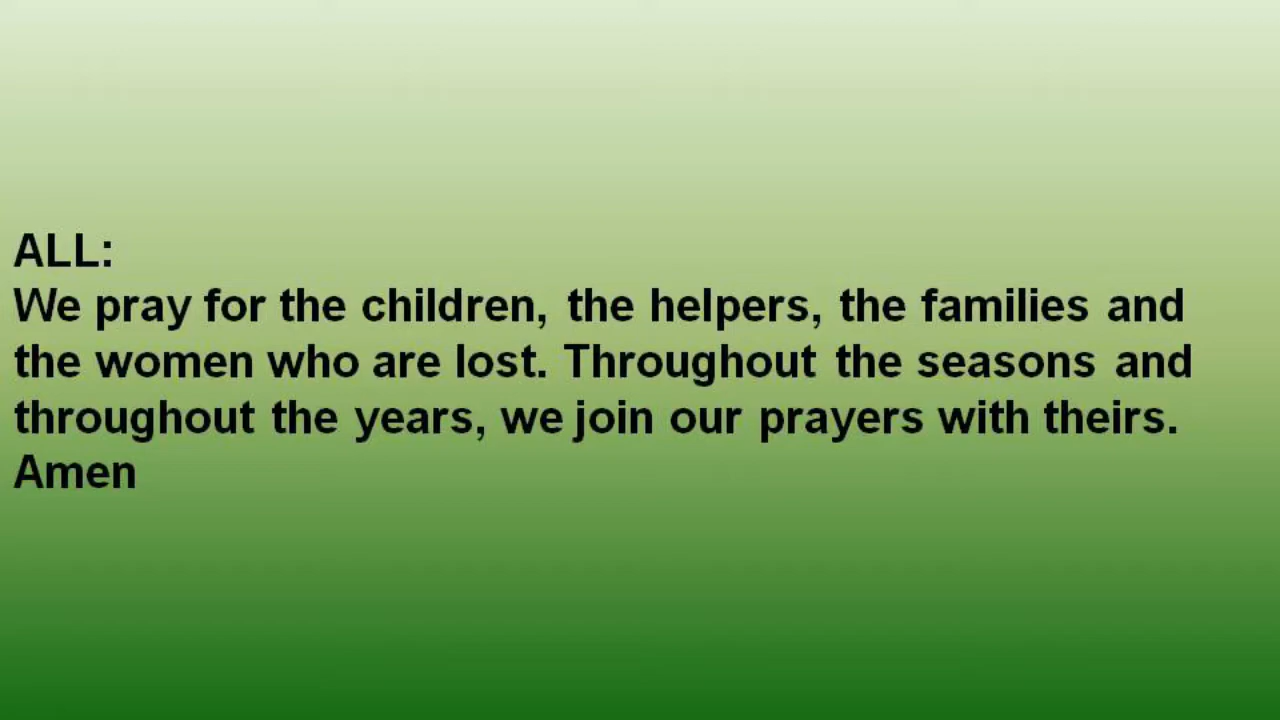 ALL:
We pray for the children, the helpers, the families and
the women who are lost. Throughout the seasons and
throughout the years, we join our prayers with theirs.
Amen